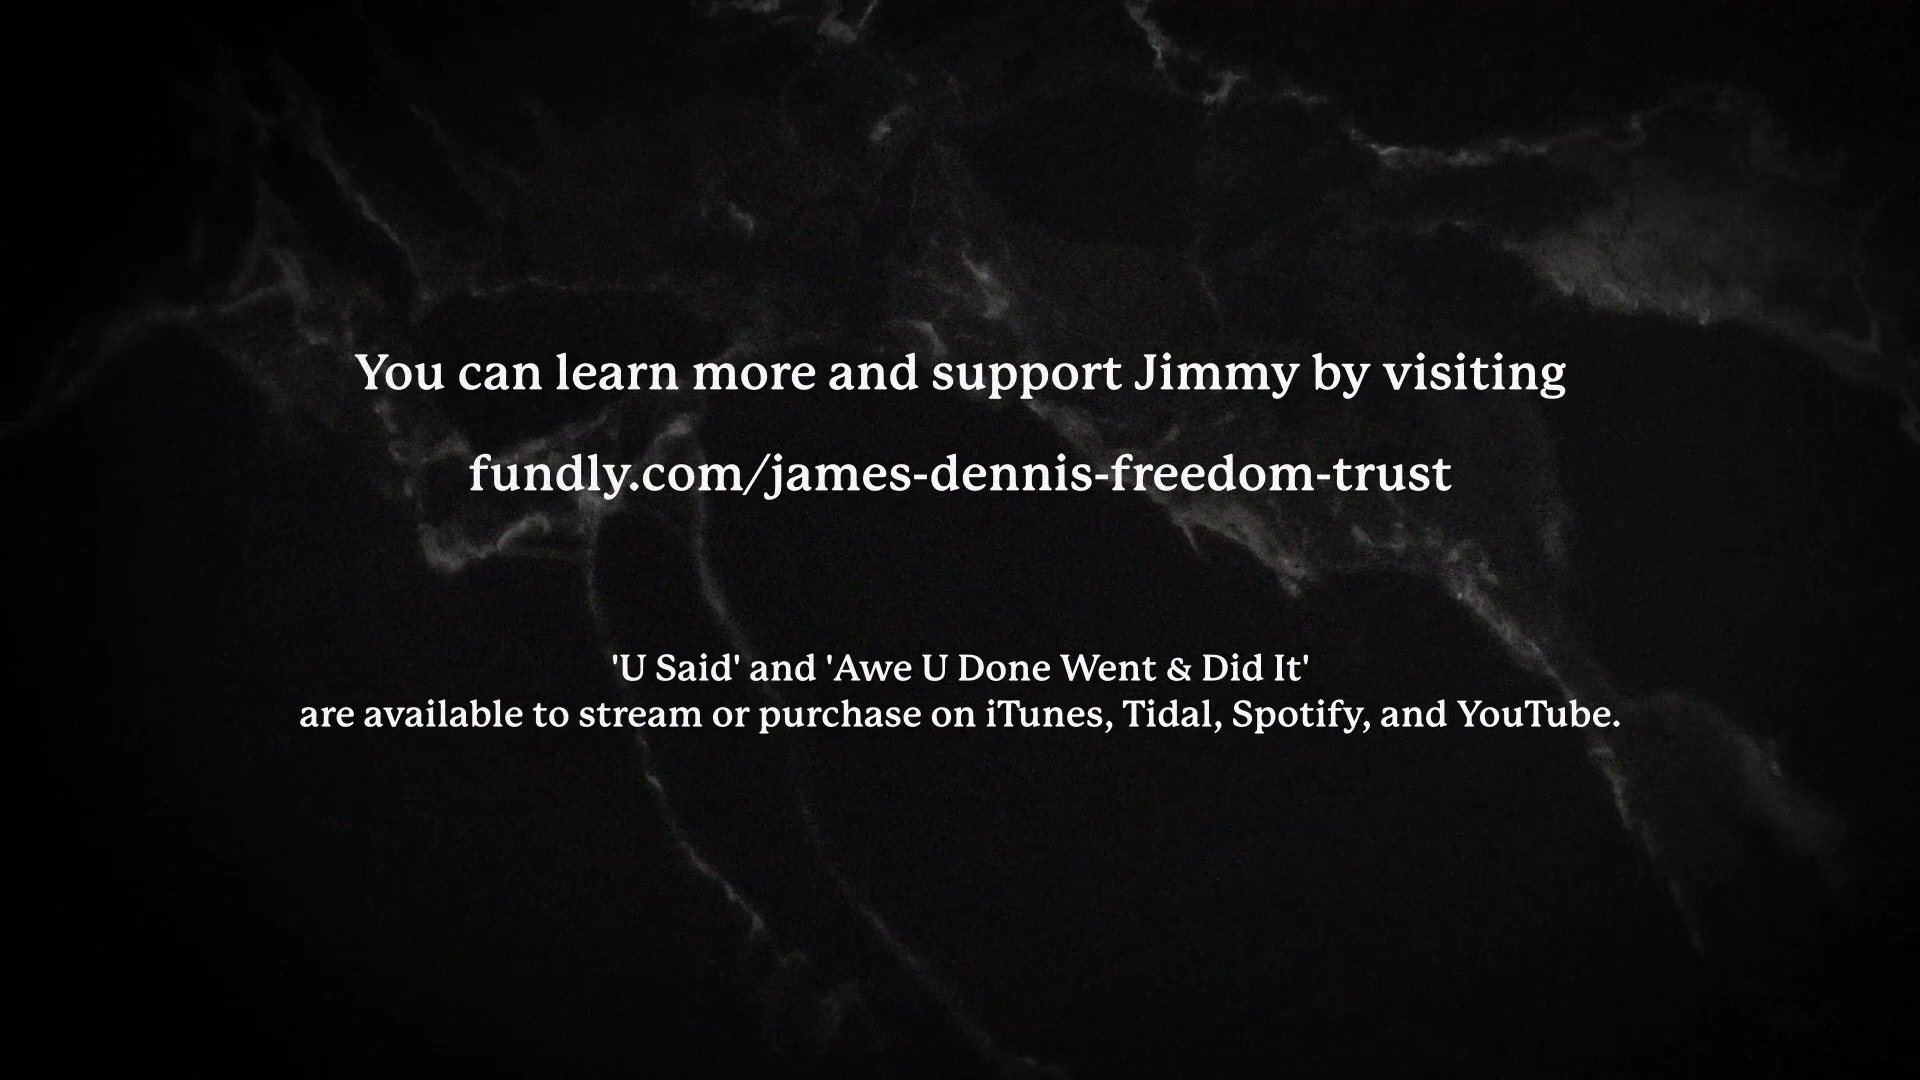 You can learn more and support Jimmy by visiting
fundly.com/james-dennis-freedom-trust
'U Said' and 'Awe U Done Went & Did It'
are available to stream or purchase on iTunes, Tidal, Spotify, and YouTube.